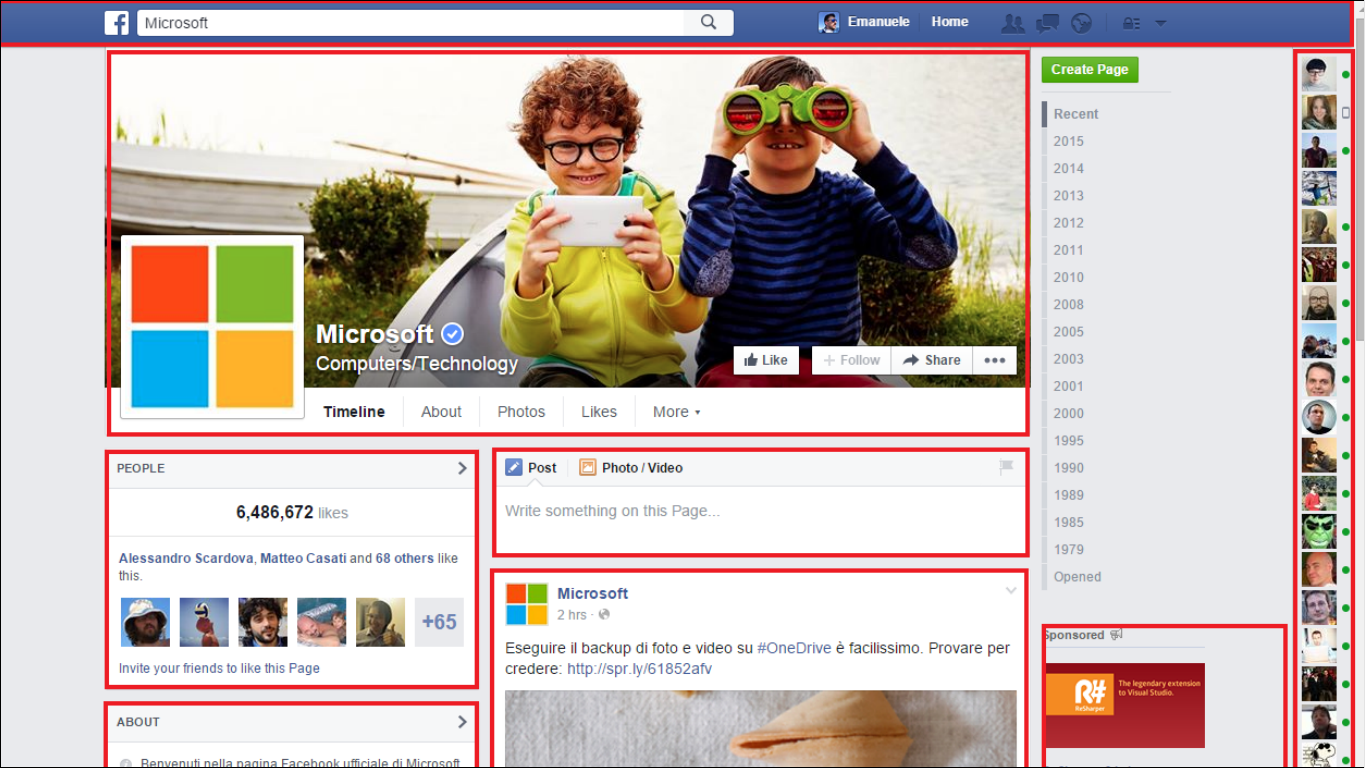 Microsoft
Emanuele
Home
Microsoft
Computers/Technology
Like
+ Follow
Share
•••
Timeline
About
Photos
Likes
More
Create Page
Recent
2015
2014
2013
2012
2011
2010
2008
2005
2003
2001
2000
1995
1990
1989
1985
1979
Opened
PEOPLE
6,486,672 likes
Alessandro Scardova, Matteo Casati and 68 others like
this.
+65
Invite your friends to like this Page
ABOUT
Benvenuti nella pagina Facebook ufficiale di Microsoft
Post
Photo / Video
Write something on this Page...
Microsoft
2 hrs ·
Eseguire il backup di foto e video su #OneDrive è facilissimo. Provare per
credere: http://spr.ly/61852afv
Sponsored
R#
ReSharper
The legendary extension
to Visual Studio.